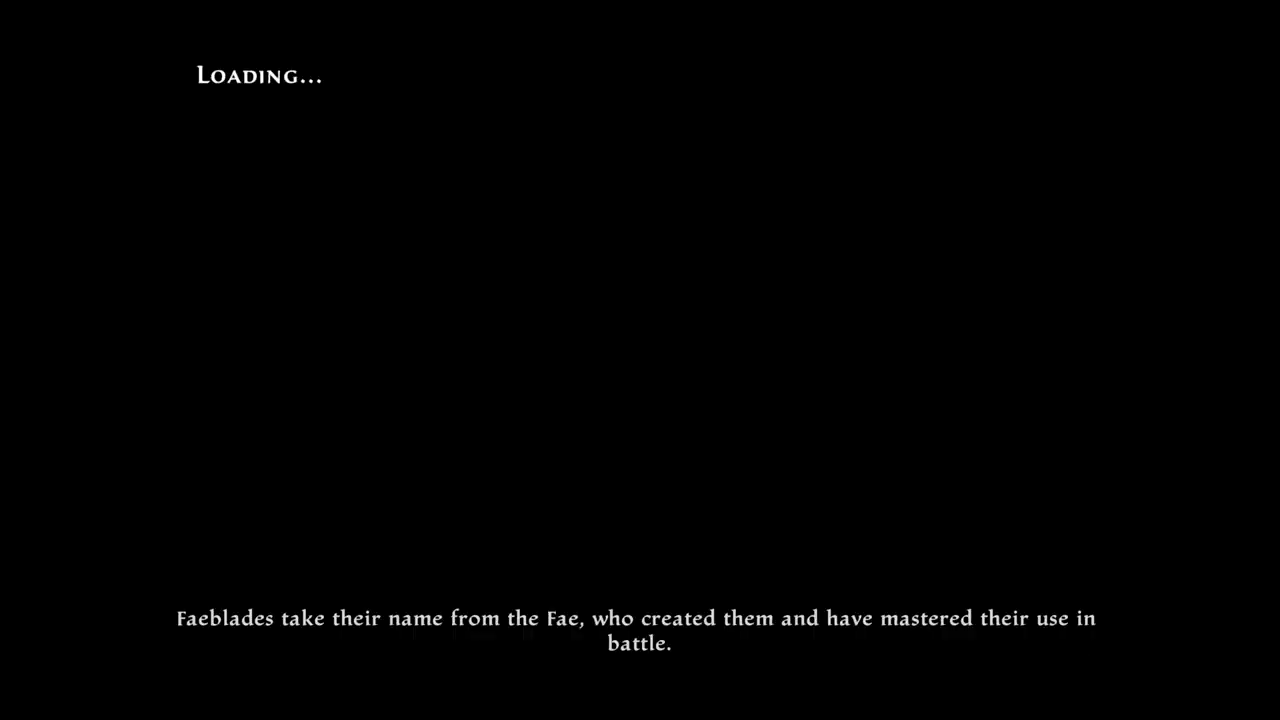 Loading...
Faeblades take their name from the Fae, who created them and have mastered their use in
battle.